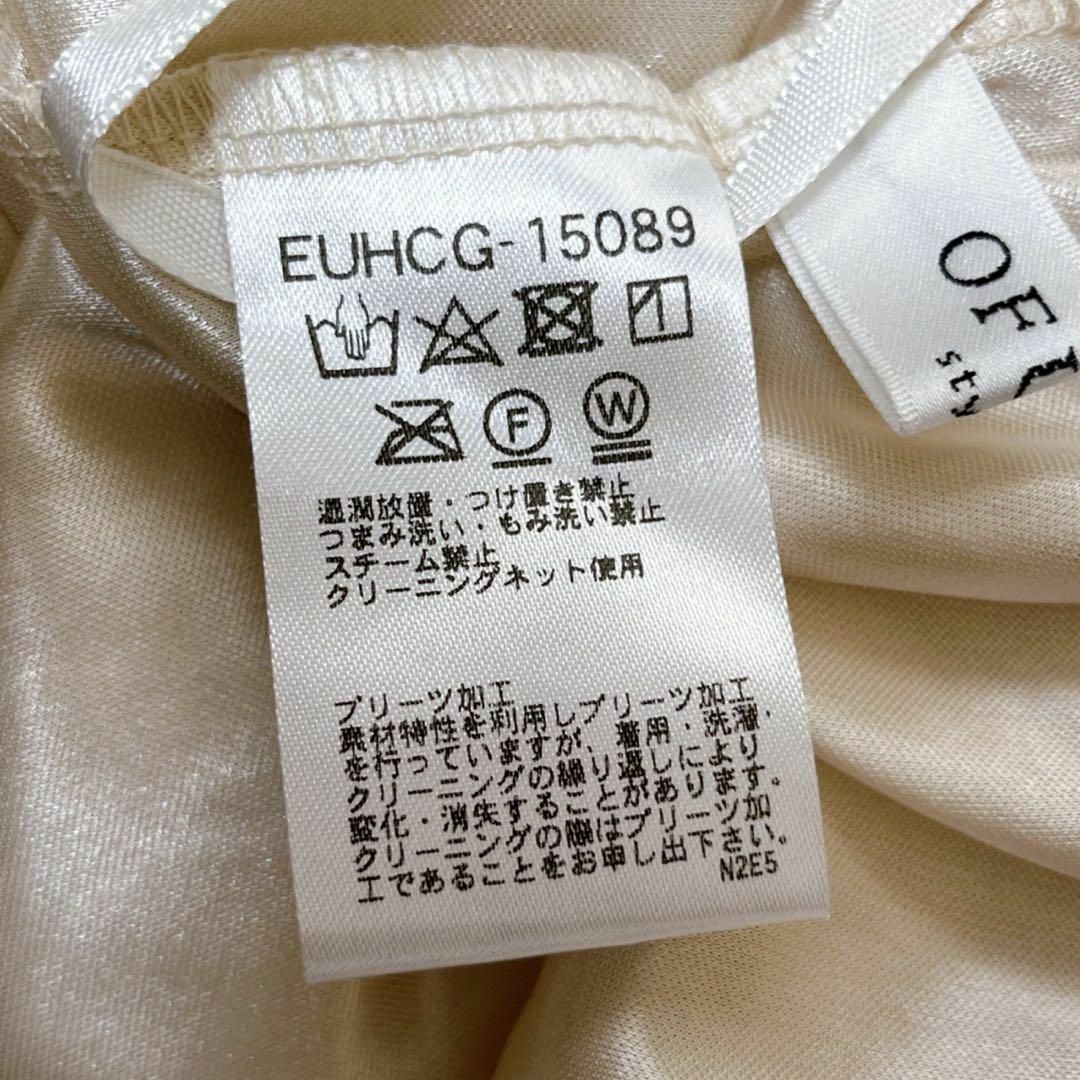 EUHCG-15089
F
W
湿潤放置・つけ置き禁止
つまみ洗い・もみ洗い禁止
スチーム禁止
クリーニングネット使用
プリーツ加工
素材特性を利用しプリーツ加工
を行っていますが、着用・洗濯.
クリーニングの繰り返しにより
変化・消失することがあります。
クリーニングの際はプリーツ加
工であることをお申し出下さい。
N2E5
OF
sty